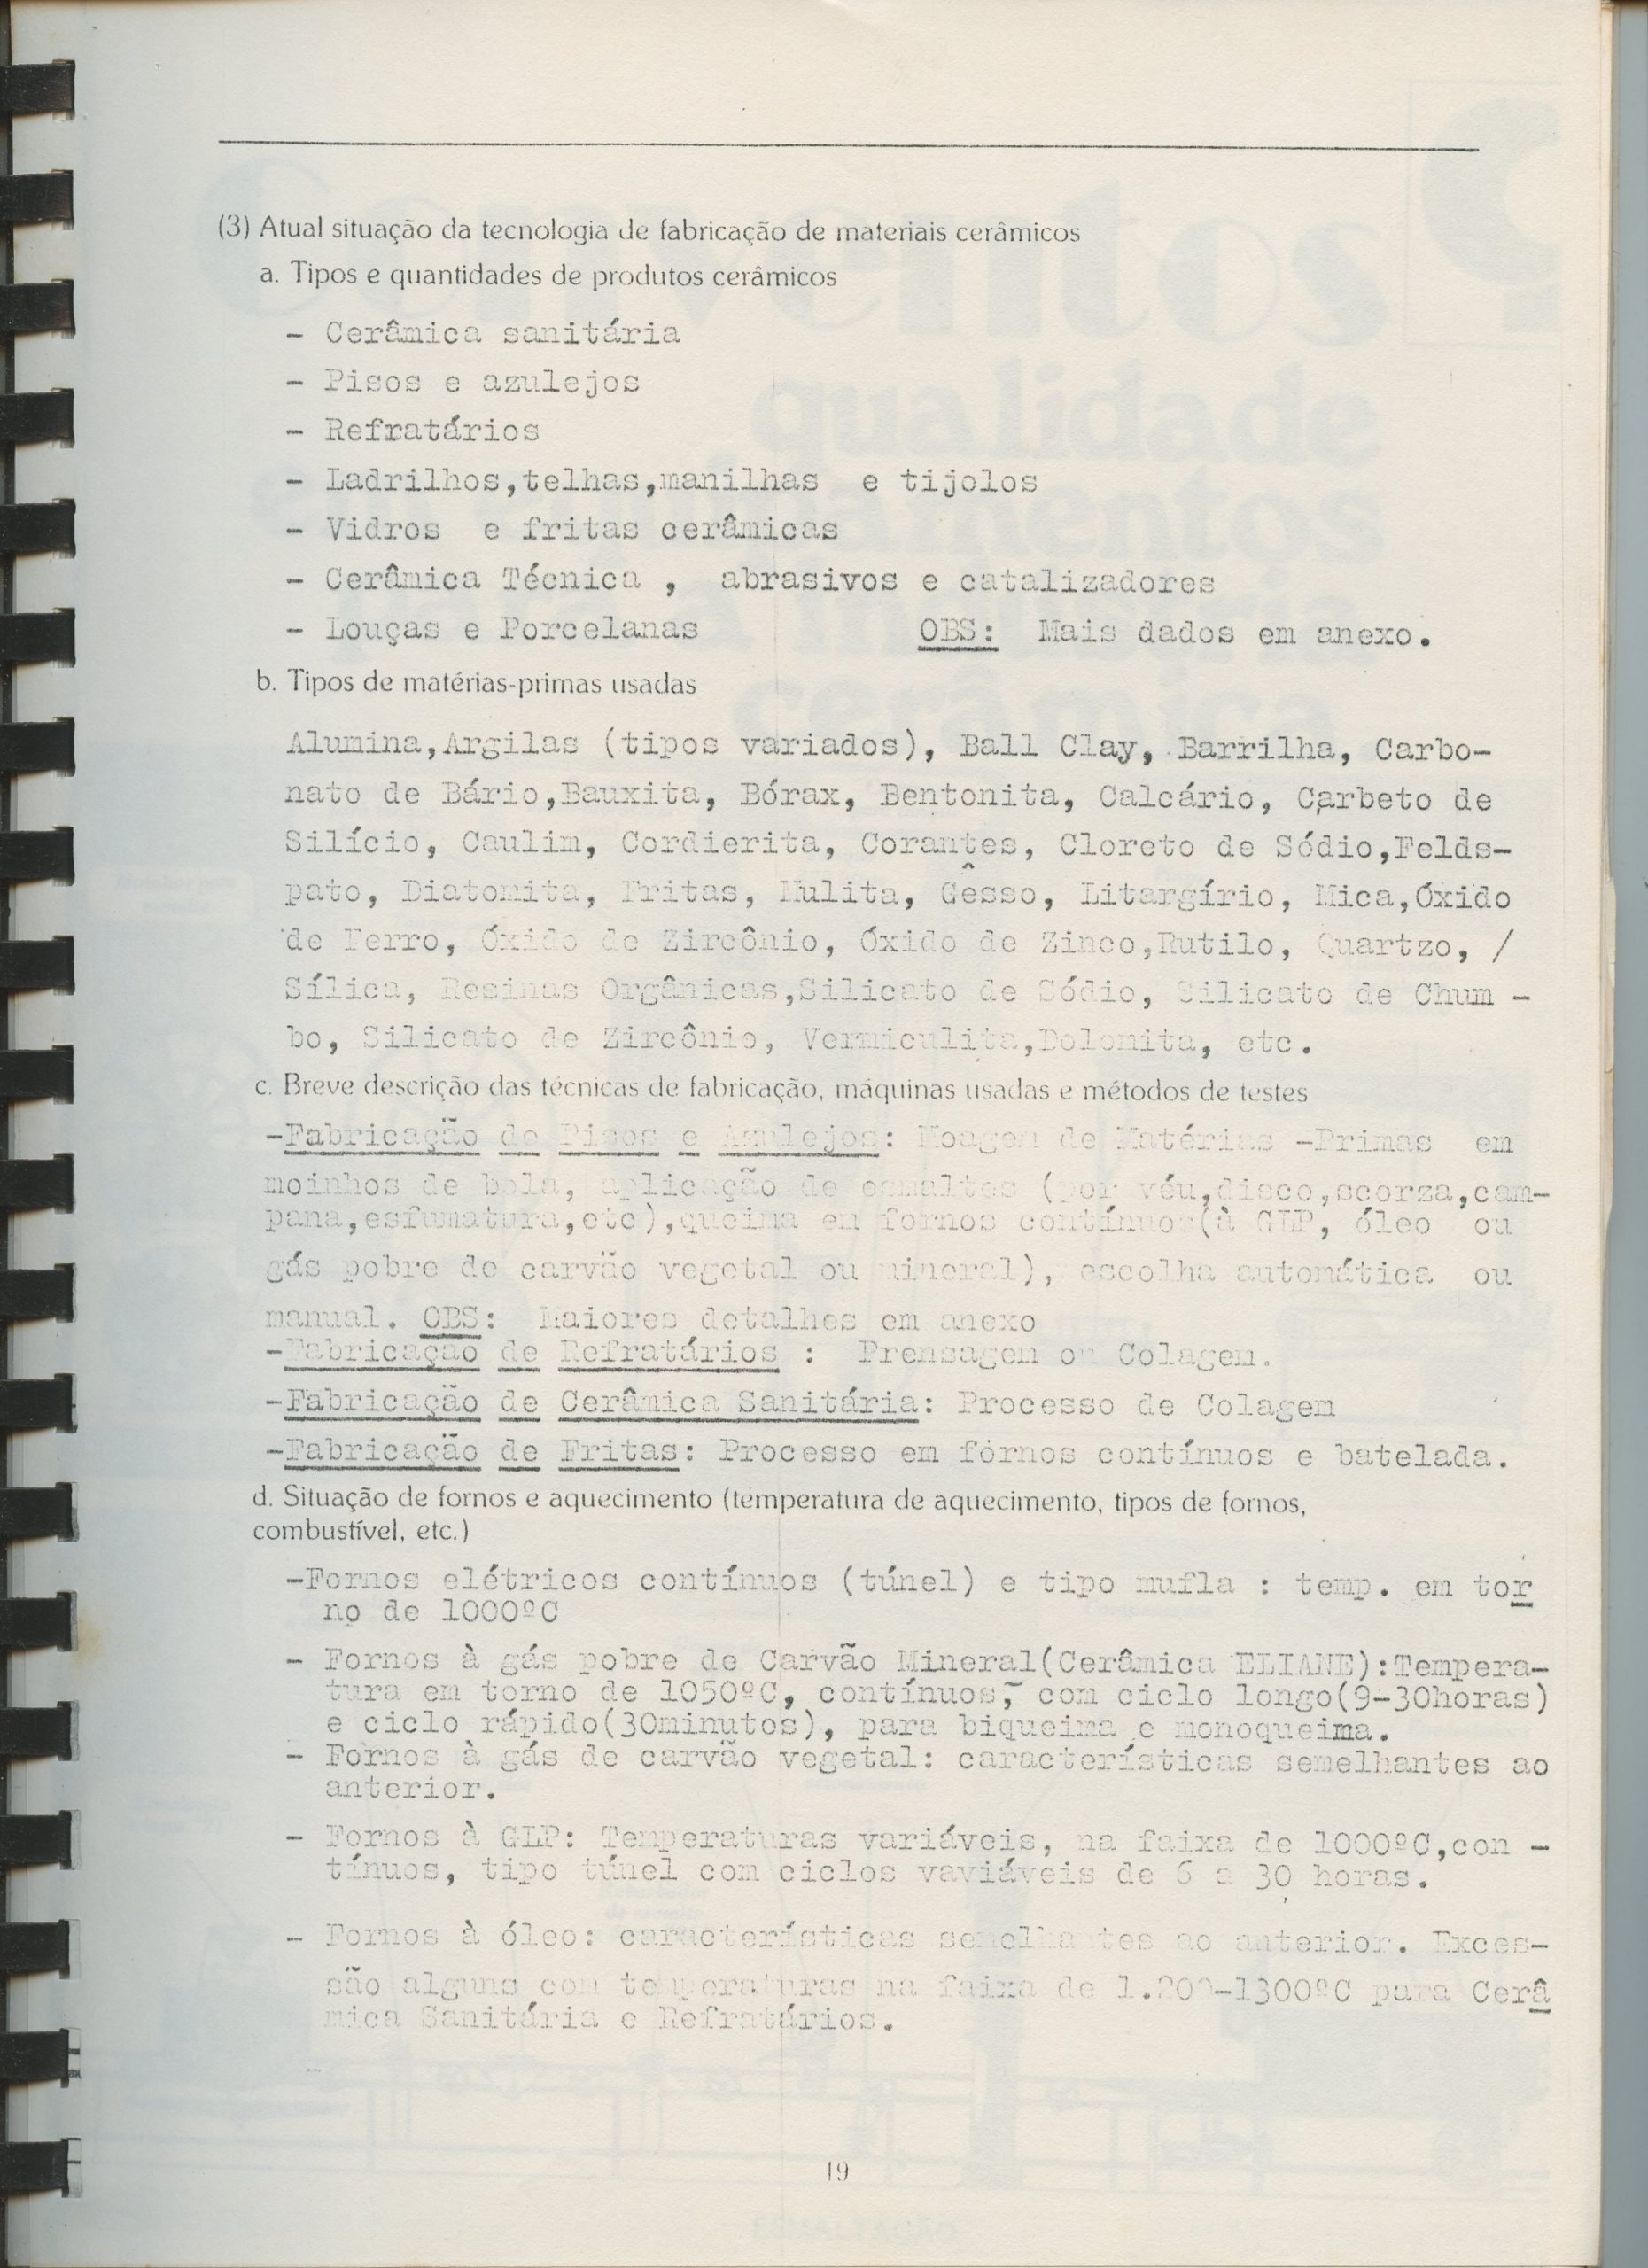 (3) Atual situação da tecnologia de fabricação de materiais cerâmicos
a. Tipos e quantidades de produtos cerâmicos
- Cerâmica sanitária
- Pisos e azulejos
- Refratários
- Ladrilhos,telhas,manilhas e tijolos
- Vidros e fritas cerâmicas
- Cerâmica Técnica , abrasivos e catalizadores
- Louças e Porcelanas OBS: Mais dados em anexo.
b. Tipos de matérias-primas usadas
Alumina,Argilas (tipos variados), Ball Clay, Barrilha, Carbo-
nato de Bário,Bauxita, Bórax, Bentonita, Calcário, Carbeto de
Silício, Caulim, Cordierita, Corantes, Cloreto de Sódio,Felds-
pato, Diatomita, Fritas, Mulita, Gêsso, Litargírio, Mica,Óxido
de Ferro, Óxido de Zircônio, Óxido de Zinco,Rutilo, Quartzo, /
Sílica, Resinas Orgânicas,Silicato de Sódio, Silicato de Chum -
bo, Silicato de Zircônio, Vermiculita,Dolomita, etc.
c. Breve descrição das técnicas de fabricação, máquinas usadas e métodos de testes
-Fabricação de Pisos e Azulejos: Moagem de Matérias -Primas em
moinhos de bola, aplicação de esmaltes (por véu,disco,scorza,cam-
pana,esfumatura,etc),queima em fornos contínuos(à GLP, óleo ou
gás pobre de carvão vegetal ou mineral), escolha automática ou
manual. OBS: Maiores detalhes em anexo
-Fabricação de Refratários : Prensagem ou Colagem.
-Fabricação de Cerâmica Sanitária: Processo de Colagem
-Fabricação de Fritas: Processo em fornos contínuos e batelada.
d. Situação de fornos e aquecimento (temperatura de aquecimento, tipos de fornos,
combustível, etc.)
-Fornos elétricos contínuos (túnel) e tipo mufla : temp. em tor
no de 1000ºC
- Fornos à gás pobre de Carvão Mineral(Cerâmica ELIANE):Tempera-
tura em torno de 1050ºC, contínuos, com ciclo longo(9-30horas)
e ciclo rápido(30minutos), para biqueima e monoqueima.
- Fornos à gás de carvão vegetal: características semelhantes ao
anterior.
- Fornos à GLP: Temperaturas variáveis, na faixa de 1000ºC,con -
tínuos, tipo túnel com ciclos vaviáveis de 6 a 30 horas.
- Fornos à óleo: características semelhantes ao anterior. Exces-
são alguns com temperaturas na faixa de 1.200-1300ºC para Cerâ
mica Sanitária e Refratários.
19